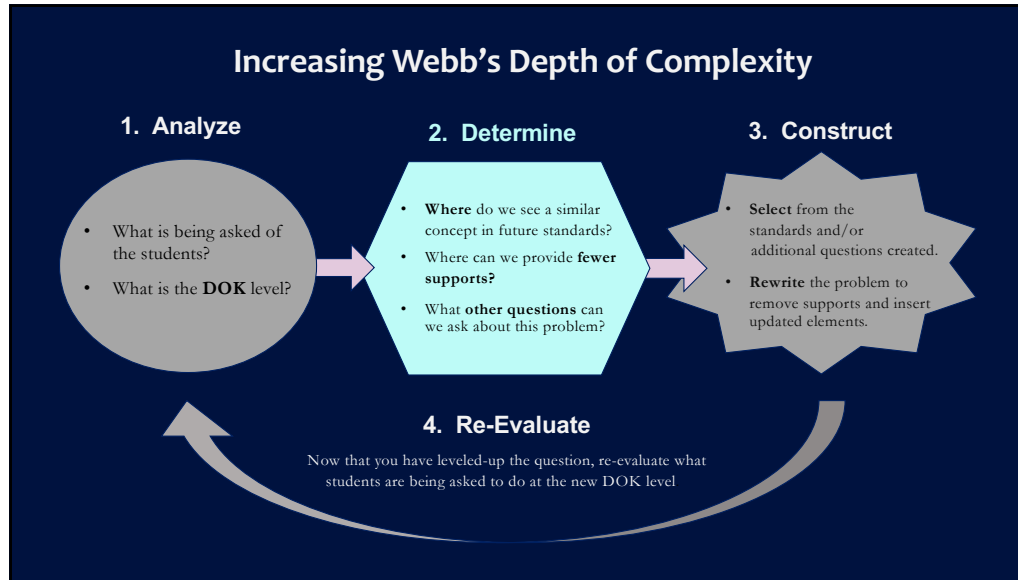 Increasing Webb's Depth of Complexity
1. Analyze
• What is being asked of
the students?
• What is the DOK level?
2. Determine
• Where do we see a similar
concept in future standards?
• Where can we provide fewer
supports?
• What other questions can
we ask about this problem?
3. Construct
• Select from the
standards and/or
additional questions created.
• Rewrite the problem to
remove supports and insert
updated elements.
4. Re-Evaluate
Now that you have leveled-up the question, re-evaluate what
students are being asked to do at the new DOK level